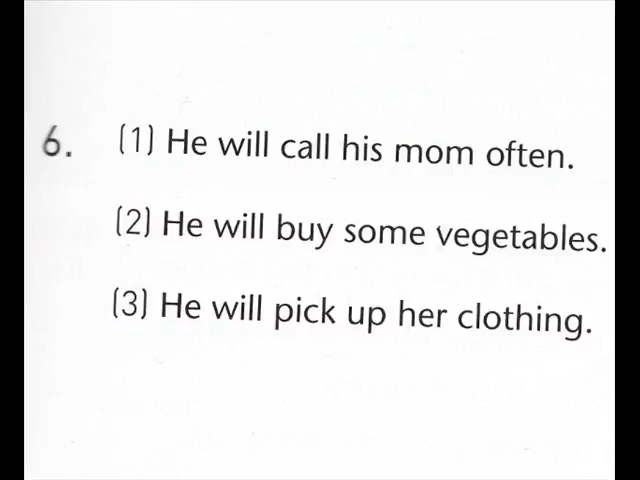 6. (1) He will call his mom often.
(2) He will buy some vegetables.
(3) He will pick up her clothing.